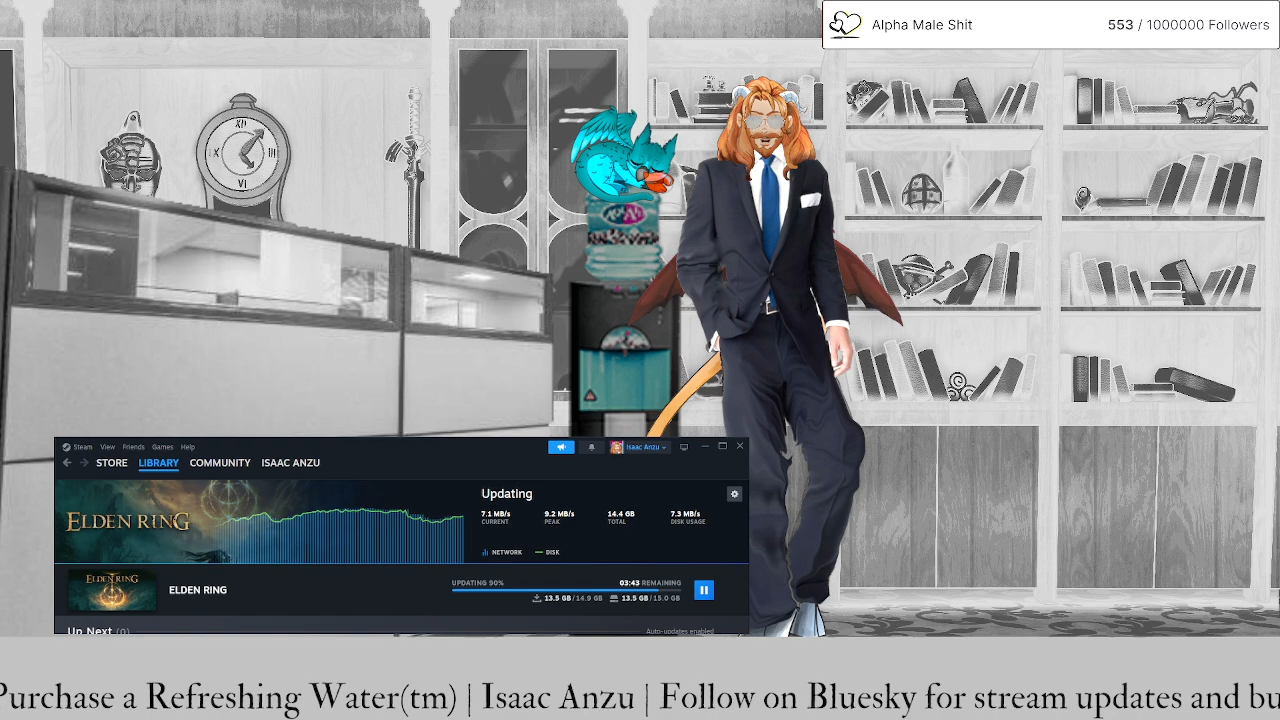 Alpha Male Shit 553 / 1000000 Followers
XII
III
VI
X
Steam View Friends Games Help Isaac Anzu
STORE LIBRARY COMMUNITY ISAAC ANZU
ELDEN RING
Updating
7.1 MB/s 9.2 MB/s 14.4 GB 7.3 MB/s
CURRENT PEAK TOTAL DISK USAGE
NETWORK DISK
ELDEN RING
ELDEN RING
UPDATING 90% 03:43 REMAINING
13.5 GB / 14.9 GB 13.5 GB / 15.0 GB
Up Next (0) Auto-updates enabled
Purchase a Refreshing Water(tm) | Isaac Anzu | Follow on Bluesky for stream updates and bu